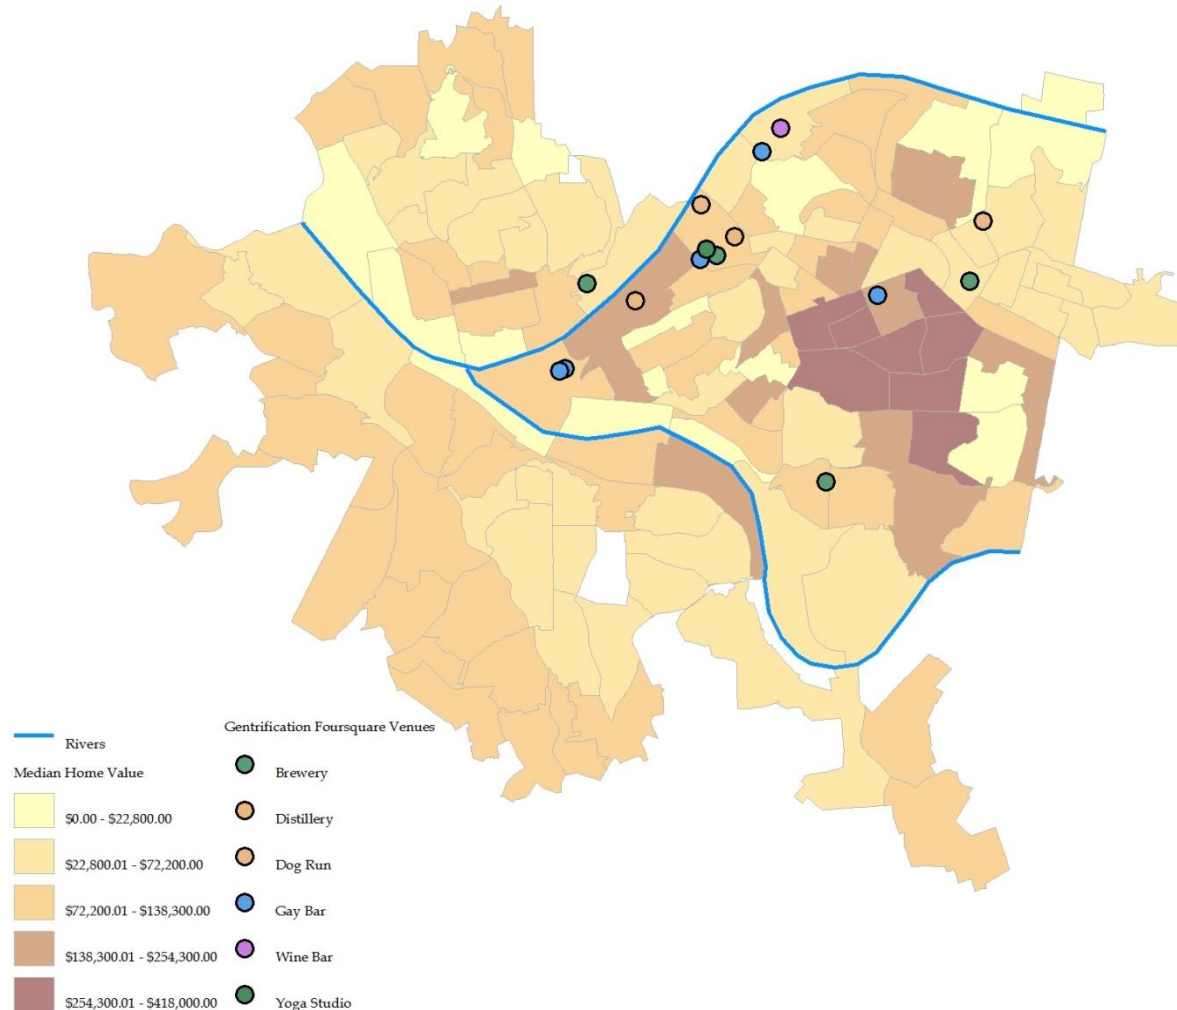 Rivers
Median Home Value
$0.00 - $22,800.00
$22,800.01 - $72,200.00
$72,200.01 - $138,300.00
$138,300.01 - $254,300.00
$254,300.01 - $418,000.00
Gentrification Foursquare Venues
Brewery
Distillery
Dog Run
Gay Bar
Wine Bar
Yoga Studio